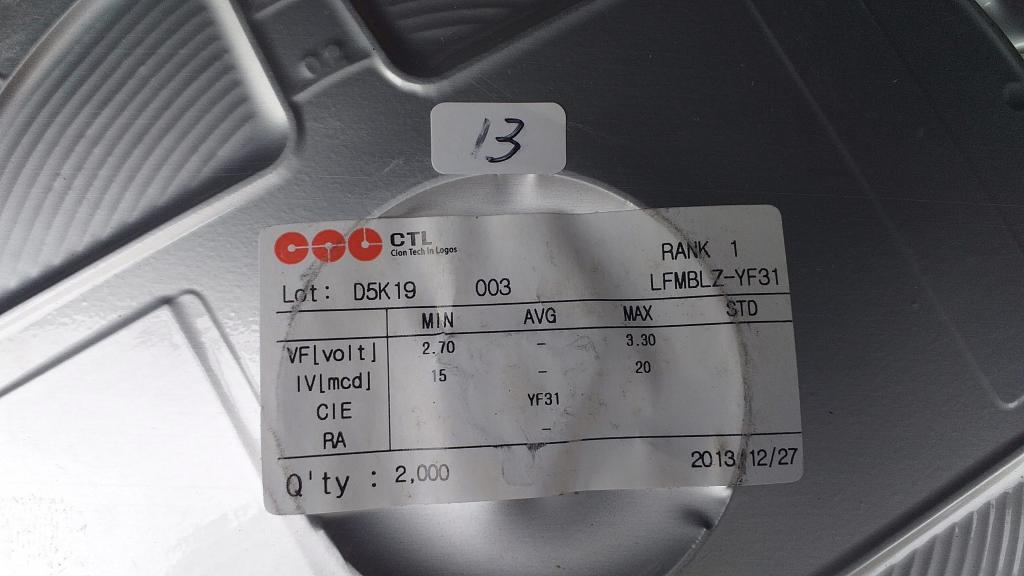 13
CTL
Cion Tech in Logos
RANK 1
Lot: D5K19 003 LFMBLZ-YF31
MIN AVG MAX STD
VF[volt] 2.70 - 3.30
IV[mcd] 15 - 20
CIE YF31
RA -
Q'ty : 2,000 2013/12/27